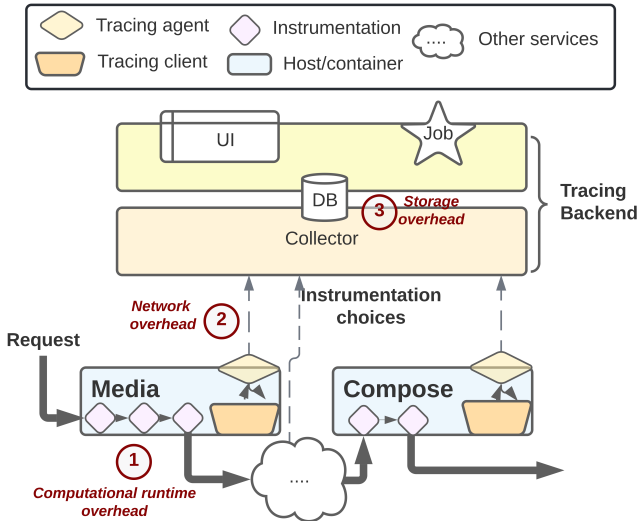 Tracing agent
Instrumentation
....
Other services
Tracing client
Host/container
UI
Job
DB
3
Storage
overhead
Collector
Tracing
Backend
Network
overhead
2
Instrumentation
choices
Request
Media
Compose
1
Computational runtime
overhead
....